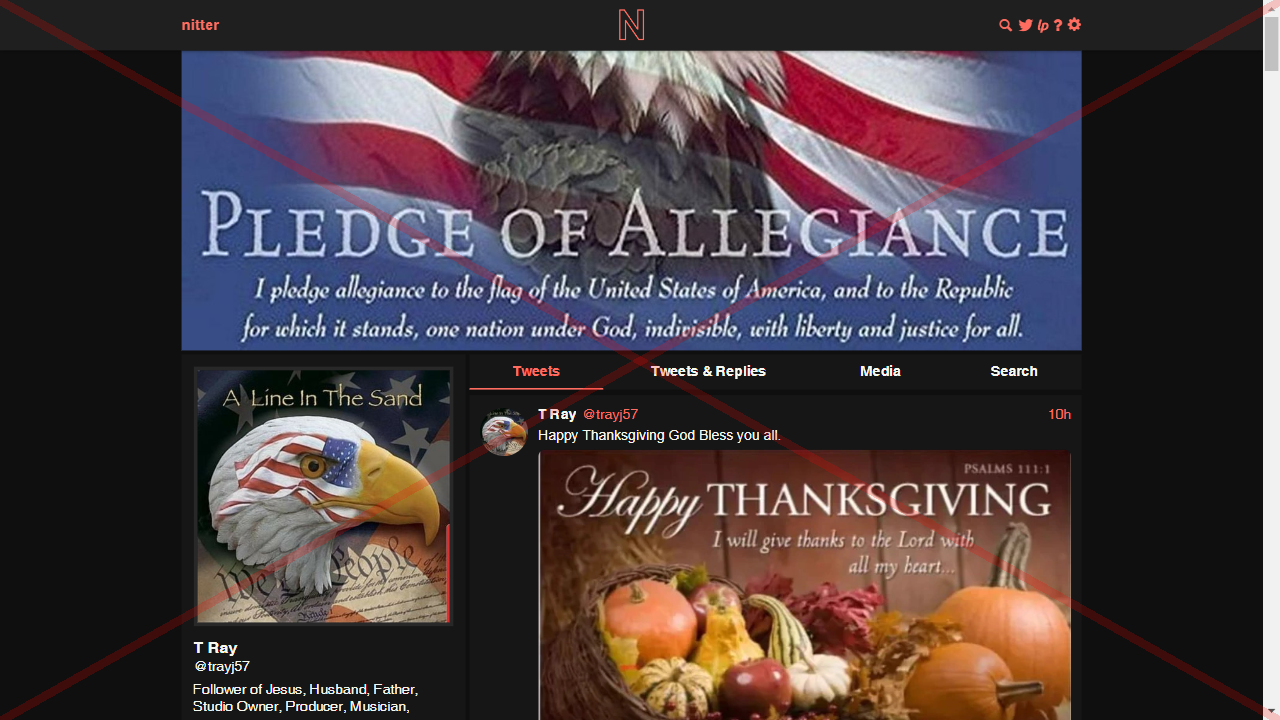 nitter
N
lp ?
PLEDGE OF ALLEGIANCE
I pledge allegiance to the flag of the United States of America, and to the Republic
for which it stands, one nation under God, indivisible, with liberty and justice for all.
A Line In The Sand
We The People
T Ray
@trayj57
Follower of Jesus, Husband, Father,
Studio Owner, Producer, Musician,
Tweets
Tweets & Replies
Media
Search
T Ray @trayj57
10h
Happy Thanksgiving God Bless you all.
PSALMS 111:1
Happy THANKSGIVING
I will give thanks to the Lord with
all my heart...